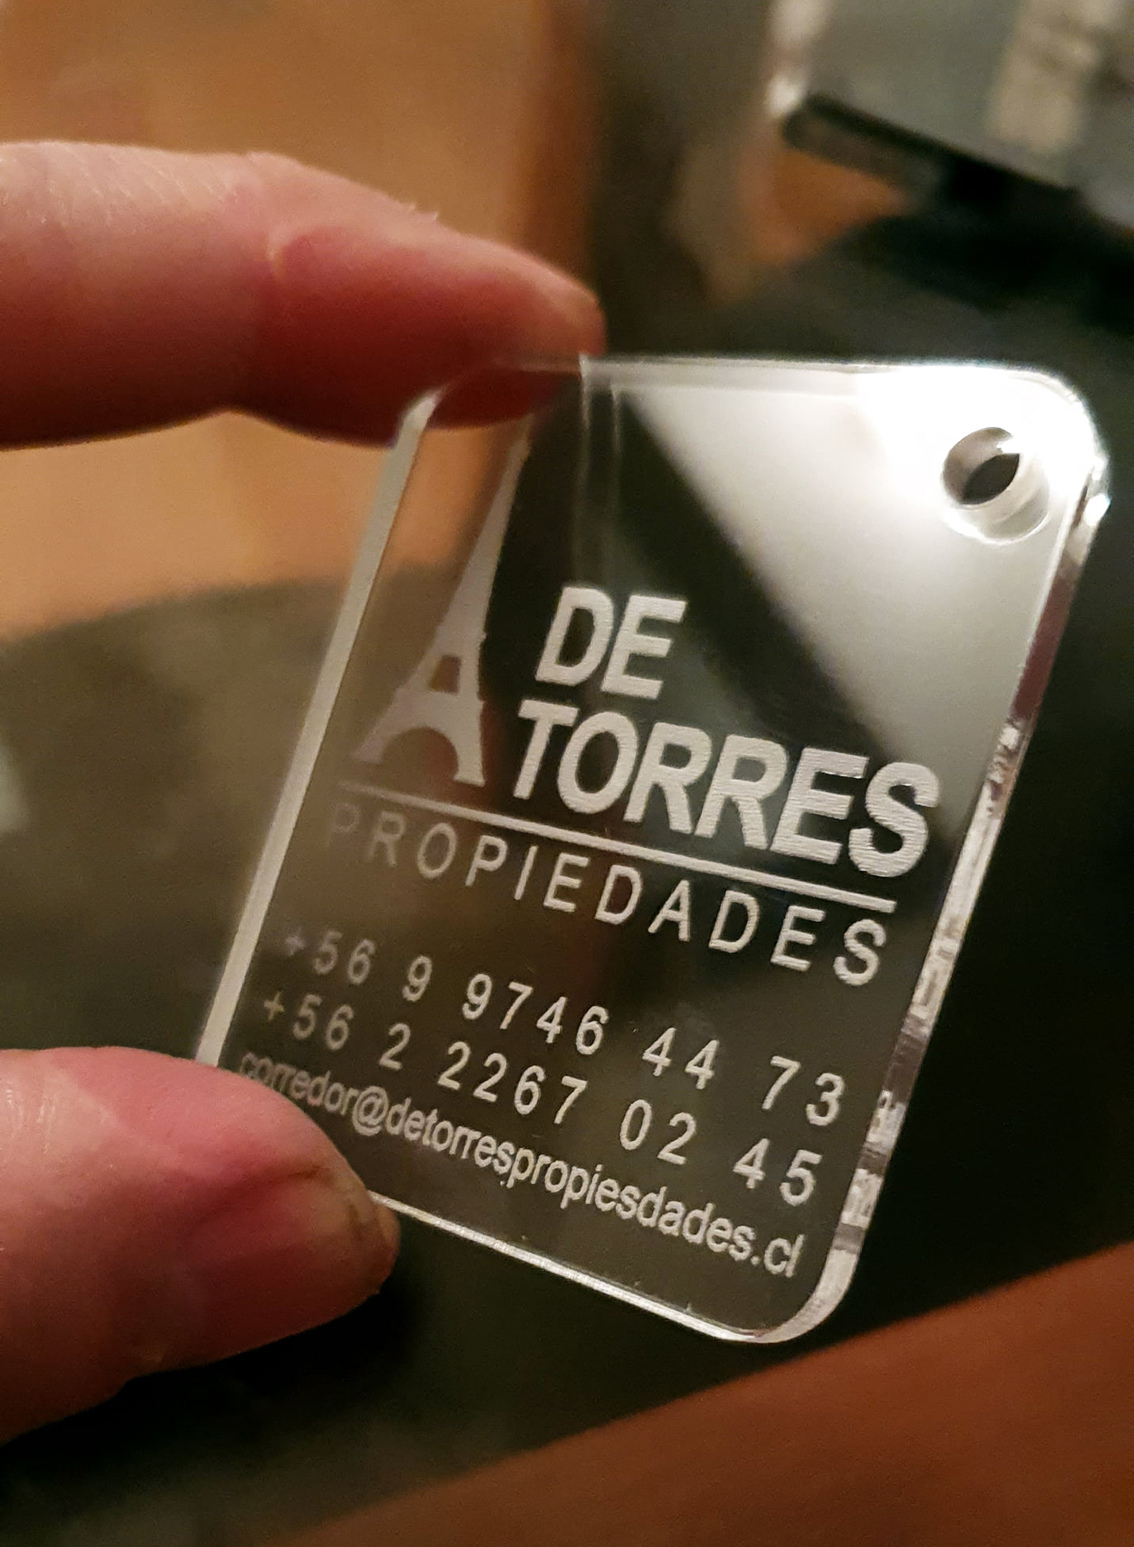 DE
TORRES
PROPIEDADES
+56 9 9746 44 73
+56 2 2267 02 45
corredor@detorrespropiesdades.cl